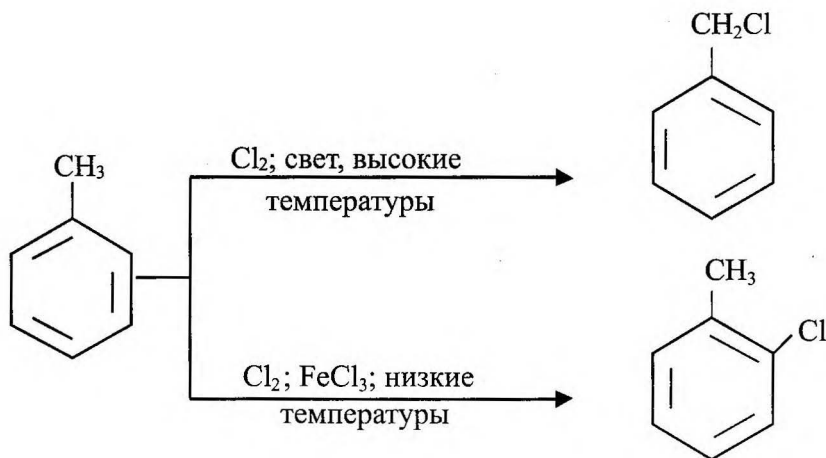 CH₂Cl
CH₃
Cl₂; свет, высокие
температуры
CH₃
Cl
Cl₂; FeCl₃; низкие
температуры